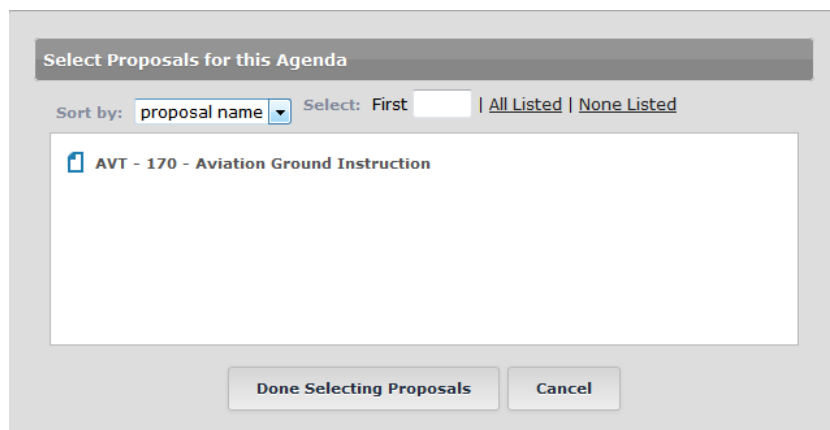 Select Proposals for this Agenda
Sort by: proposal name Select: First | All Listed | None Listed
AVT - 170 - Aviation Ground Instruction
Done Selecting Proposals Cancel